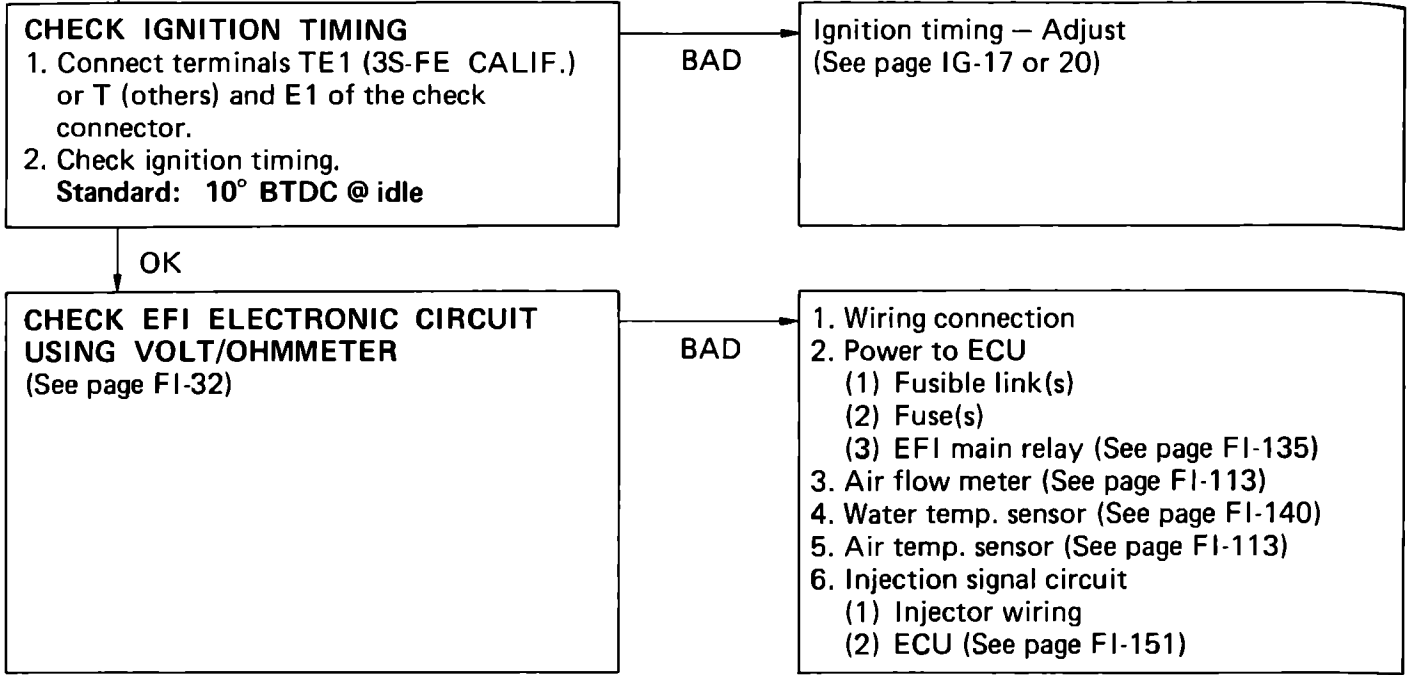 CHECK IGNITION TIMING
1. Connect terminals TE1 (3S-FE CALIF.)
or T (others) and E1 of the check
connector.
2. Check ignition timing.
Standard: 10° BTDC @ idle
BAD
Ignition timing — Adjust
(See page IG-17 or 20)
OK
CHECK EFI ELECTRONIC CIRCUIT
USING VOLT/OHMMETER
(See page FI-32)
BAD
1. Wiring connection
2. Power to ECU
(1) Fusible link(s)
(2) Fuse(s)
(3) EFI main relay (See page FI-135)
3. Air flow meter (See page FI-113)
4. Water temp. sensor (See page FI-140)
5. Air temp. sensor (See page FI-113)
6. Injection signal circuit
(1) Injector wiring
(2) ECU (See page FI-151)